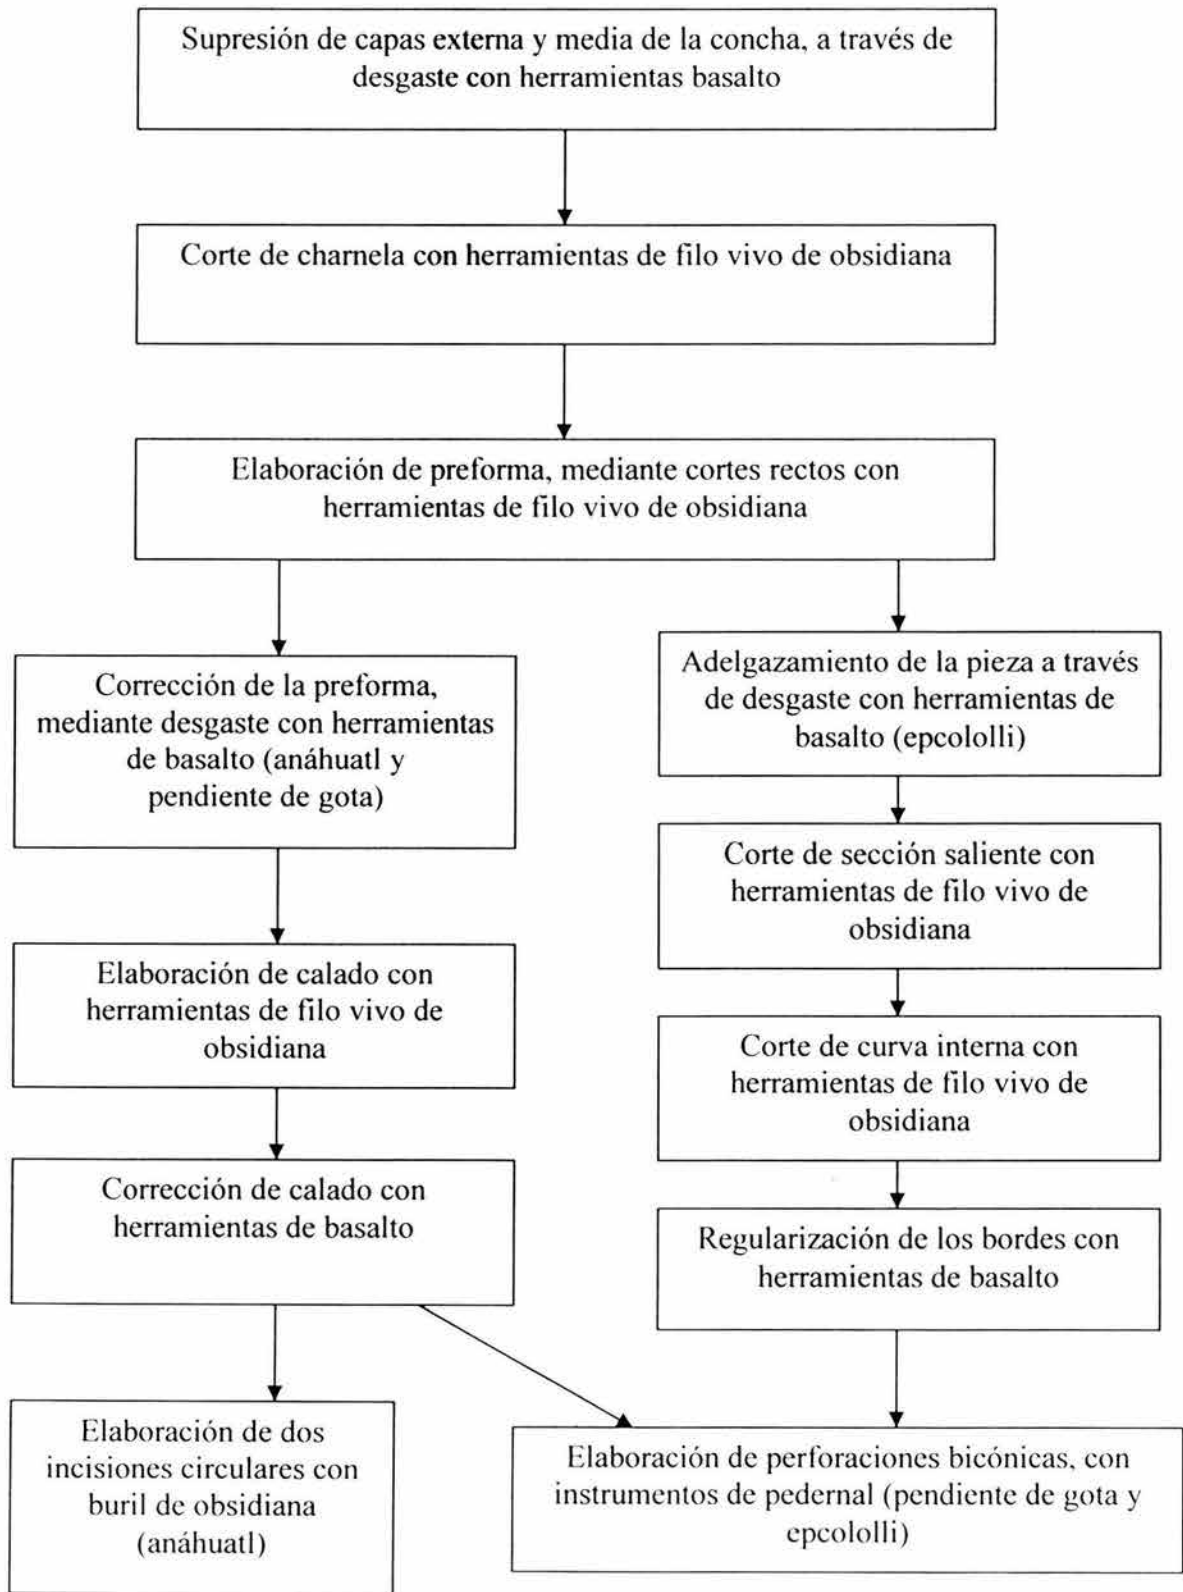 Supresión de capas externa y media de la concha, a través de
desgaste con herramientas basalto
Corte de charnela con herramientas de filo vivo de obsidiana
Elaboración de preforma, mediante cortes rectos con
herramientas de filo vivo de obsidiana
Corrección de la preforma,
mediante desgaste con herramientas
de basalto (anáhuatl y
pendiente de gota)
Elaboración de calado con
herramientas de filo vivo de
obsidiana
Corrección de calado con
herramientas de basalto
Elaboración de dos
incisiones circulares con
buril de obsidiana
(anáhuatl)
Adelgazamiento de la pieza a través
de desgaste con herramientas de
basalto (epcololli)
Corte de sección saliente con
herramientas de filo vivo de
obsidiana
Corte de curva interna con
herramientas de filo vivo de
obsidiana
Regularización de los bordes con
herramientas de basalto
Elaboración de perforaciones bicónicas, con
instrumentos de pedernal (pendiente de gota y
epcololli)